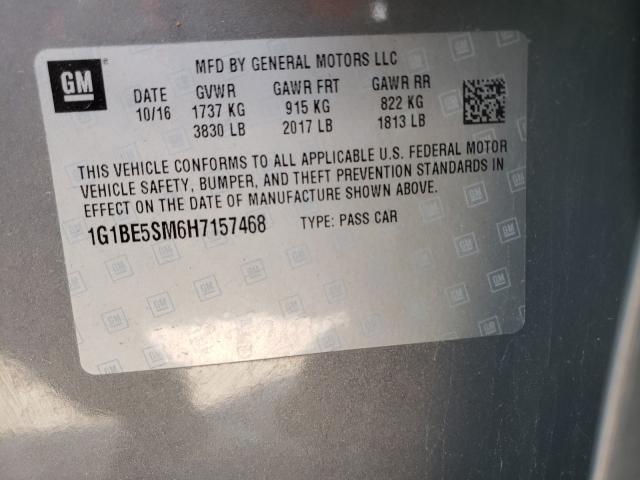 GM
MFD BY GENERAL MOTORS LLC
DATE GVWR GAWR FRT GAWR RR
10/16 1737 KG 915 KG 822 KG
3830 LB 2017 LB 1813 LB
THIS VEHICLE CONFORMS TO ALL APPLICABLE U.S. FEDERAL MOTOR
VEHICLE SAFETY, BUMPER, AND THEFT PREVENTION STANDARDS IN
EFFECT ON THE DATE OF MANUFACTURE SHOWN ABOVE.
1G1BE5SM6H7157468 TYPE: PASS CAR